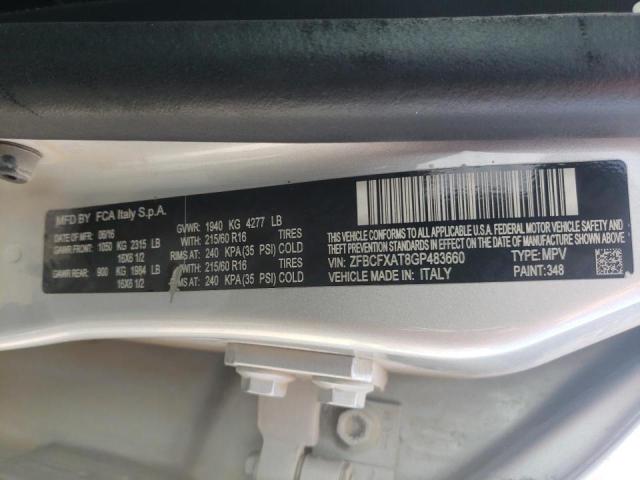 MFD BY FCA Italy S.p.A.
DATE OF MFR: 05/16
GVWR: 1940 KG 4277 LB
GAWR FRONT: 1050 KG 2315 LB WITH 215/60 R16 TIRES
16X6 1/2 RIMS AT: 240 KPA (35 PSI) COLD
GAWR REAR: 900 KG 1984 LB WITH 215/60 R16 TIRES
16X6 1/2 RIMS AT: 240 KPA (35 PSI) COLD
THIS VEHICLE CONFORMS TO ALL APPLICABLE
U.S.A. FEDERAL MOTOR VEHICLE SAFETY
AND THEFT PREVENTION STANDARDS
IN EFFECT ON THE DATE OF
MANUFACTURE SHOWN ABOVE
VIN: ZFBCFXAT8GP483660 TYPE: MPV
VEHICLE MADE IN: ITALY PAINT: 348